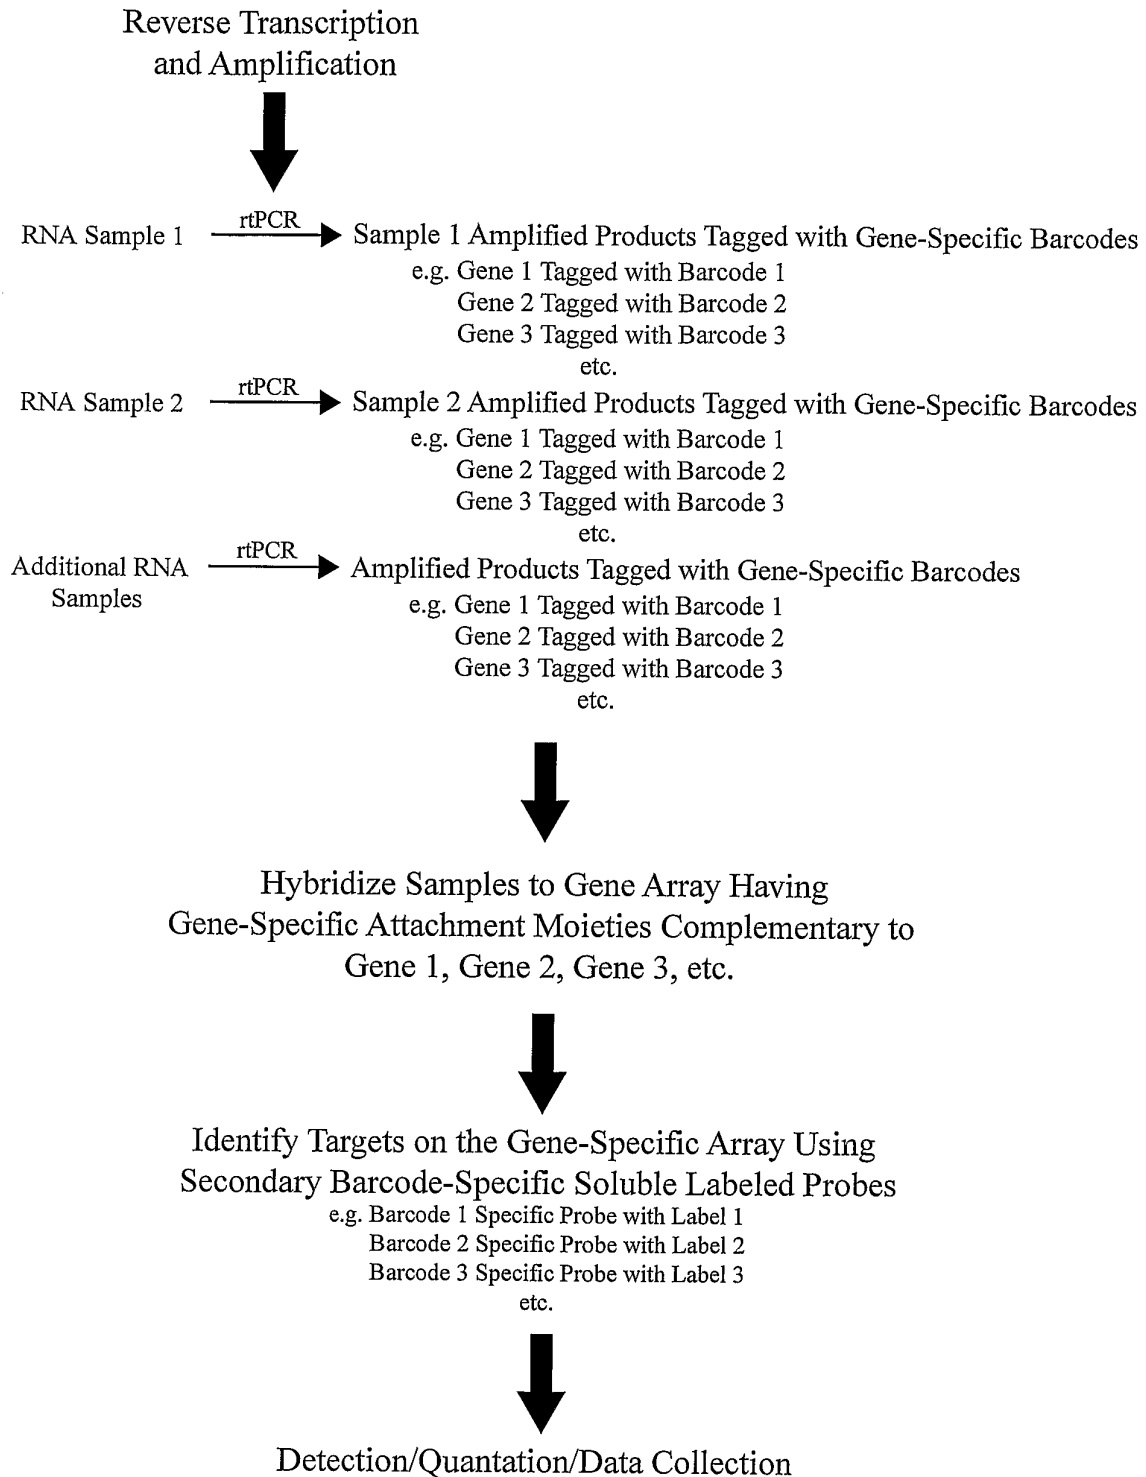 Reverse Transcription
and Amplification
RNA Sample 1
rtPCR
Sample 1 Amplified Products Tagged with Gene-Specific Barcodes
e.g. Gene 1 Tagged with Barcode 1
Gene 2 Tagged with Barcode 2
Gene 3 Tagged with Barcode 3
etc.
RNA Sample 2
rtPCR
Sample 2 Amplified Products Tagged with Gene-Specific Barcodes
e.g. Gene 1 Tagged with Barcode 1
Gene 2 Tagged with Barcode 2
Gene 3 Tagged with Barcode 3
etc.
Additional RNA
Samples
rtPCR
Amplified Products Tagged with Gene-Specific Barcodes
e.g. Gene 1 Tagged with Barcode 1
Gene 2 Tagged with Barcode 2
Gene 3 Tagged with Barcode 3
etc.
Hybridize Samples to Gene Array Having
Gene-Specific Attachment Moieties Complementary to
Gene 1, Gene 2, Gene 3, etc.
Identify Targets on the Gene-Specific Array Using
Secondary Barcode-Specific Soluble Labeled Probes
e.g. Barcode 1 Specific Probe with Label 1
Barcode 2 Specific Probe with Label 2
Barcode 3 Specific Probe with Label 3
etc.
Detection/Quantation/Data Collection